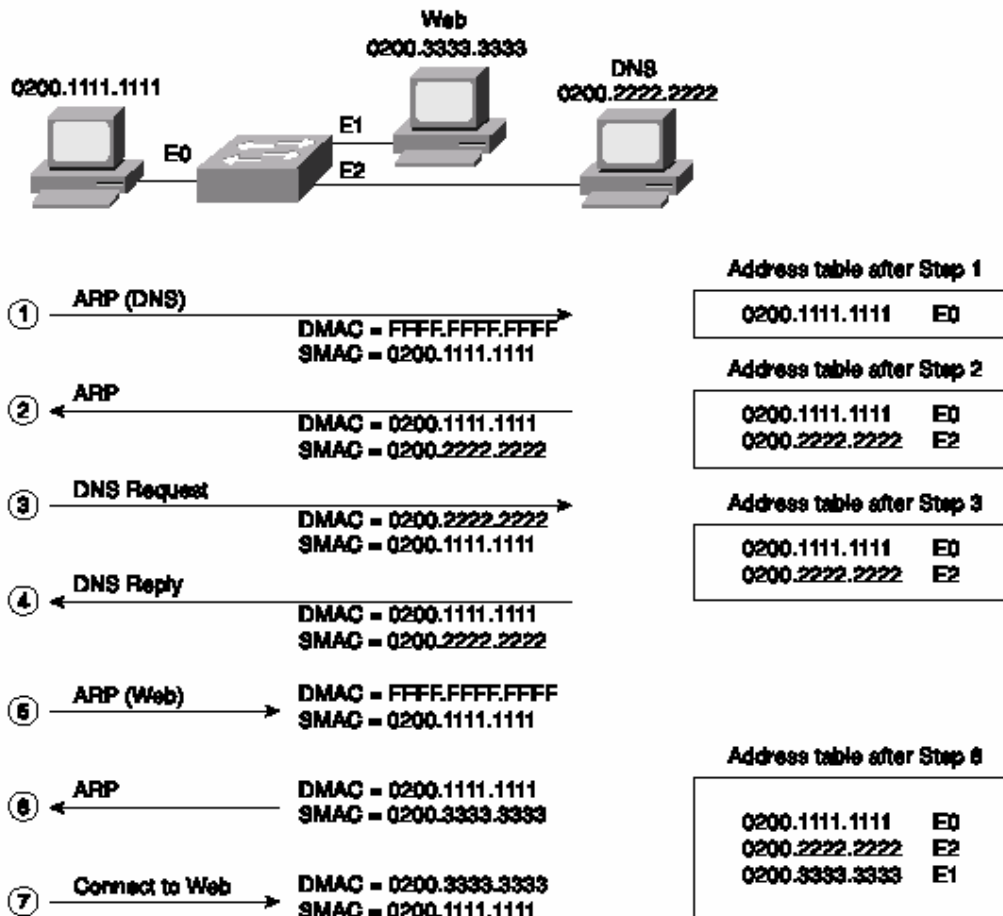 Web
0200.3333.3333
DNS
0200.1111.1111
0200.2222.2222
E0
E1
E2
Address table after Step 1
1
ARP (DNS)
DMAC = FFFF.FFFF.FFFF
SMAC = 0200.1111.1111
0200.1111.1111 E0
Address table after Step 2
2
ARP
DMAC = 0200.1111.1111
SMAC = 0200.2222.2222
0200.1111.1111 E0
0200.2222.2222 E2
3
DNS Request
DMAC = 0200.2222.2222
SMAC = 0200.1111.1111
Address table after Step 3
0200.1111.1111 E0
0200.2222.2222 E2
4
DNS Reply
DMAC = 0200.1111.1111
SMAC = 0200.2222.2222
5
ARP (Web)
DMAC = FFFF.FFFF.FFFF
SMAC = 0200.1111.1111
Address table after Step 6
6
ARP
DMAC = 0200.1111.1111
SMAC = 0200.3333.3333
0200.1111.1111 E0
0200.2222.2222 E2
0200.3333.3333 E1
7
Connect to Web
DMAC = 0200.3333.3333
SMAC = 0200.1111.1111